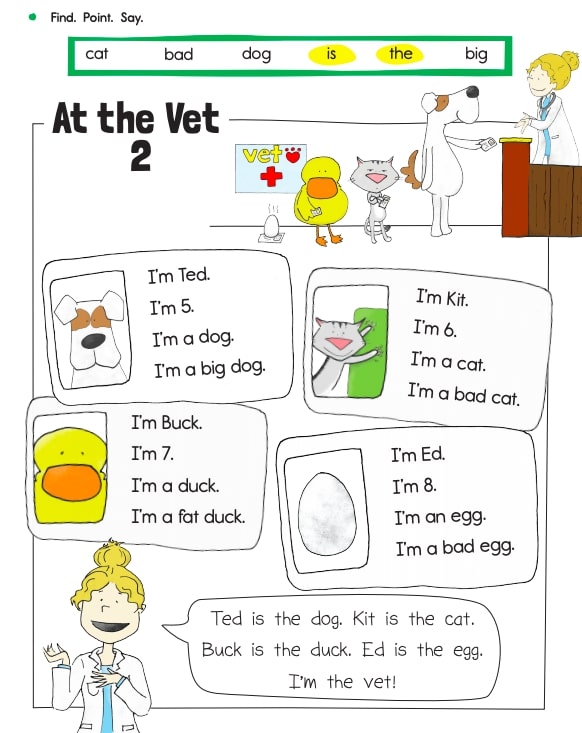 Find. Point. Say.
cat bad dog is the big
At the Vet
2
vet
I'm Ted.
I'm 5.
I'm a dog.
I'm a big dog.
I'm Kit.
I'm 6.
I'm a cat.
I'm a bad cat.
I'm Buck.
I'm 7.
I'm a duck.
I'm a fat duck.
I'm Ed.
I'm 8.
I'm an egg.
I'm a bad egg.
Ted is the dog. Kit is the cat.
Buck is the duck. Ed is the egg.
I'm the vet!